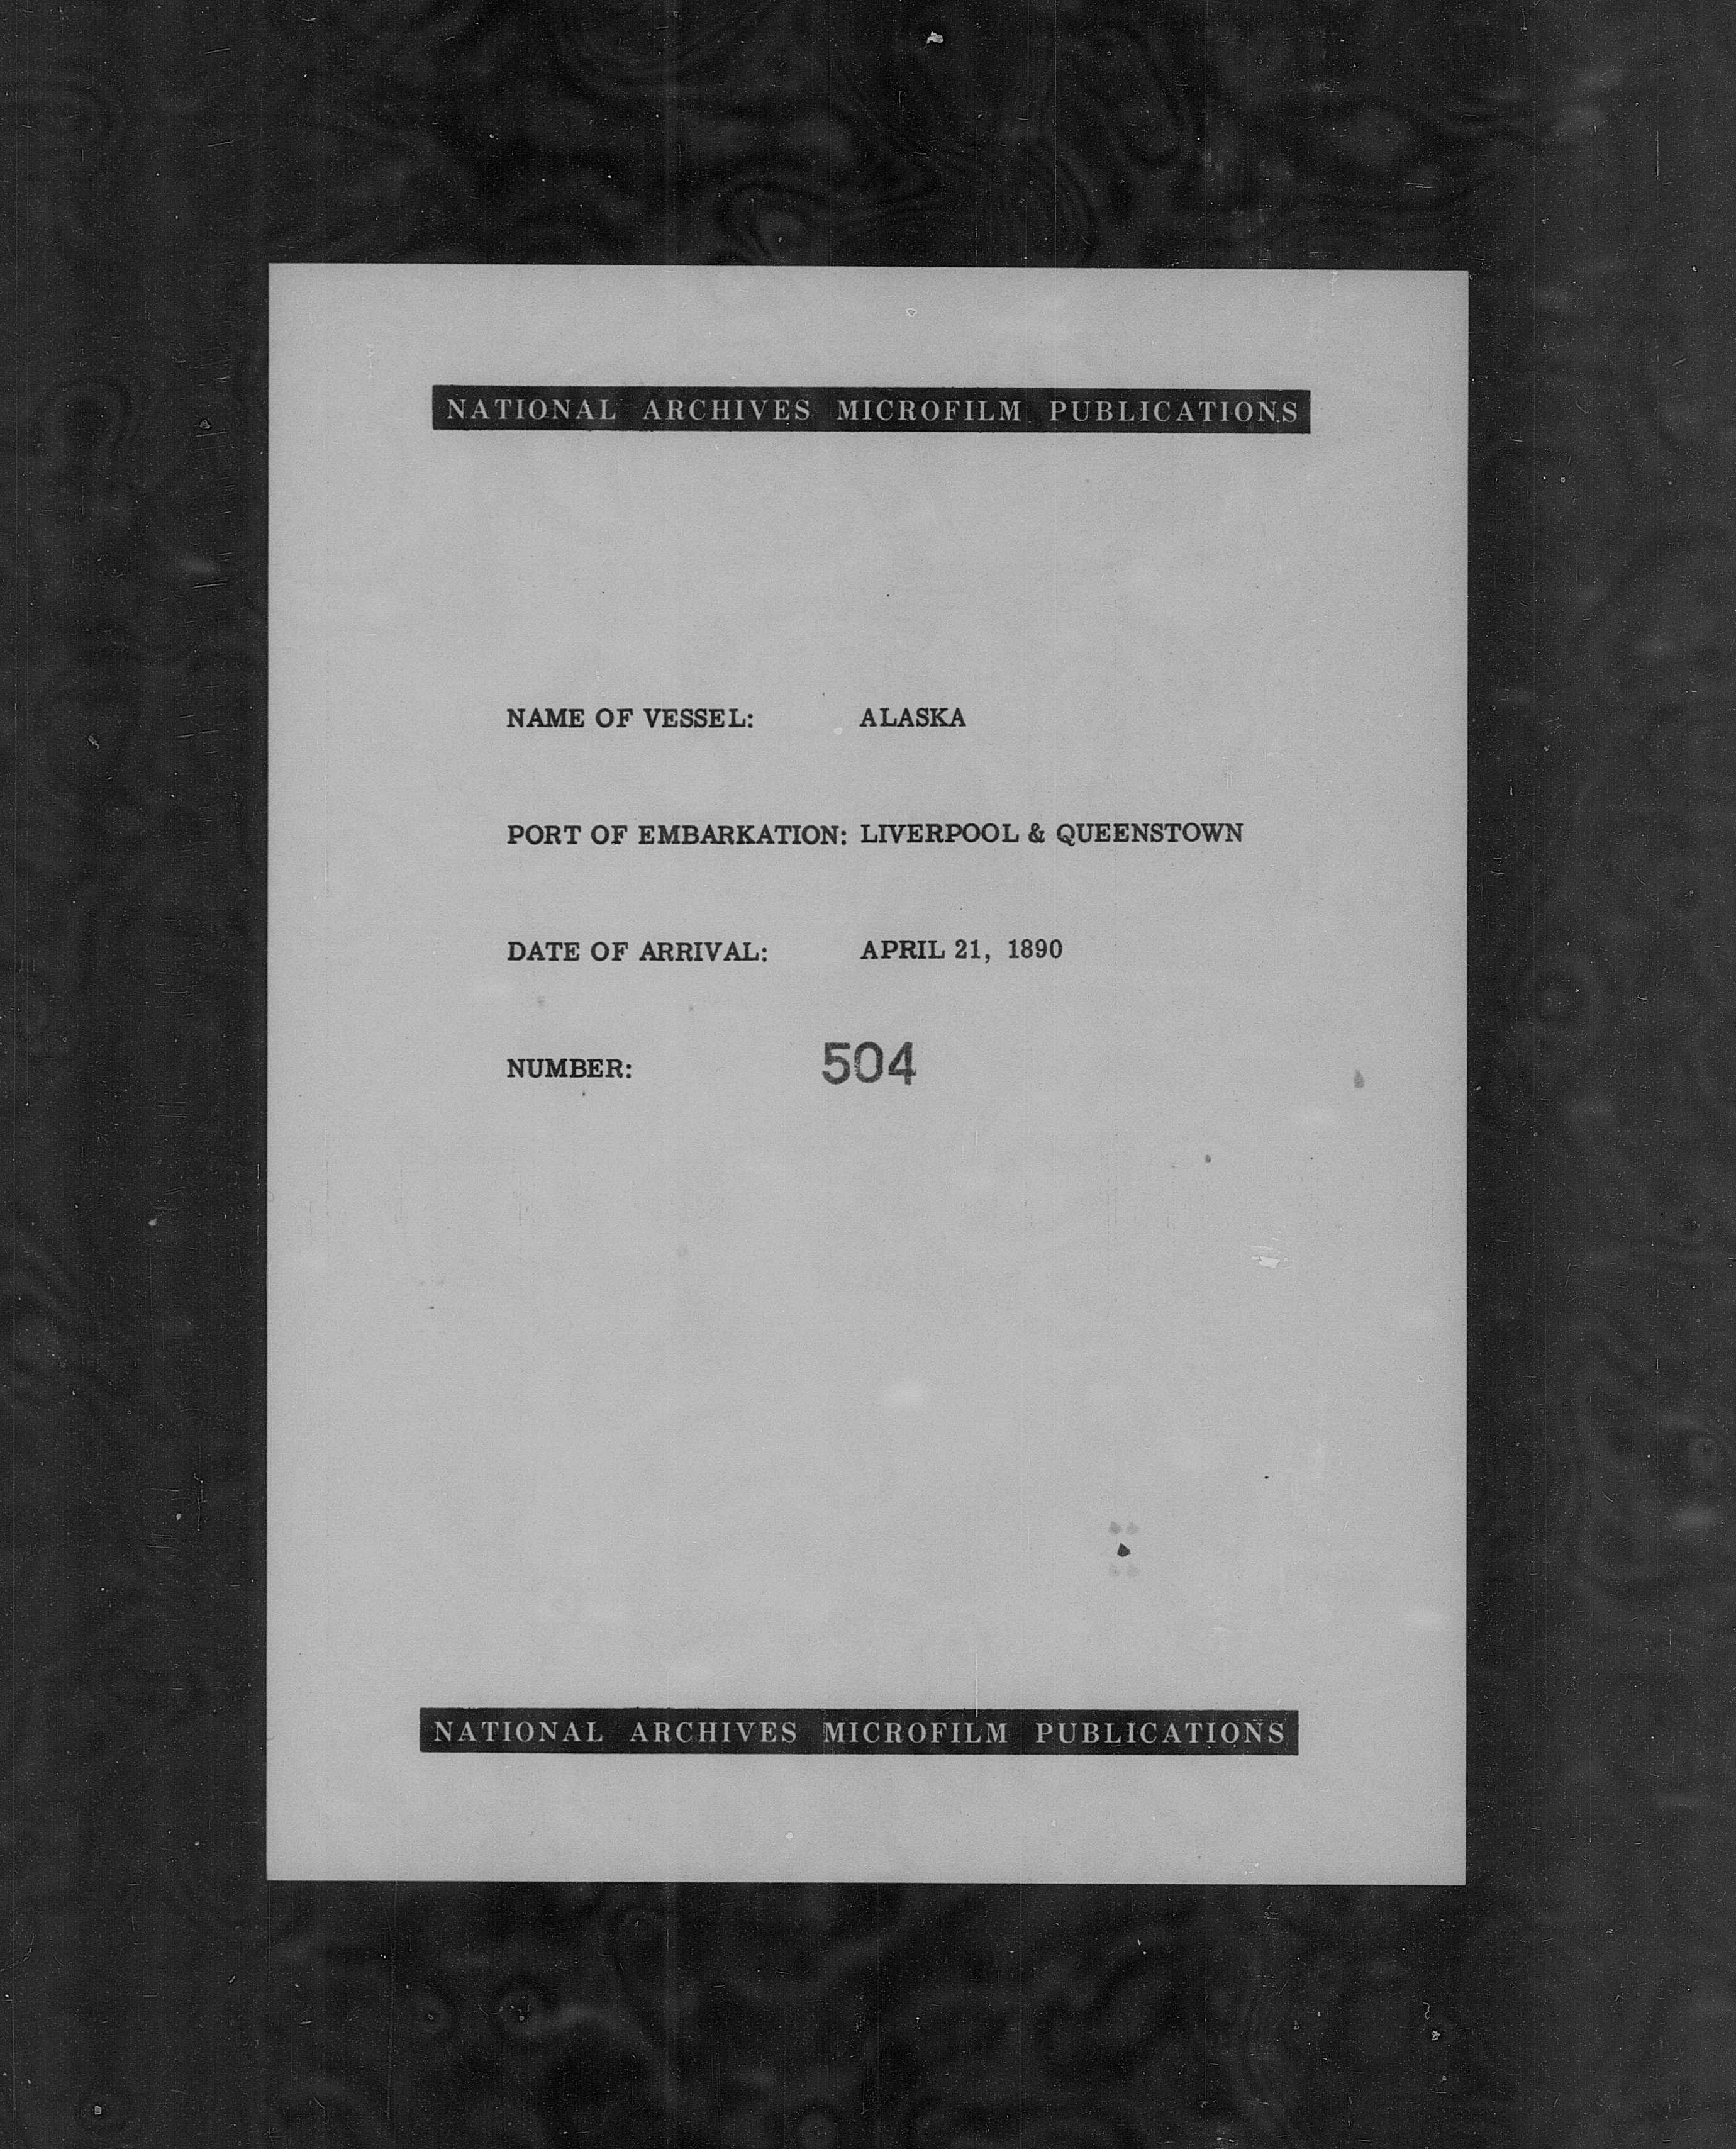 NATIONAL ARCHIVES MICROFILM PUBLICATIONS
NAME OF VESSEL: ALASKA
PORT OF EMBARKATION: LIVERPOOL & QUEENSTOWN
DATE OF ARRIVAL: APRIL 21, 1890
NUMBER: 504
NATIONAL ARCHIVES MICROFILM PUBLICATIONS